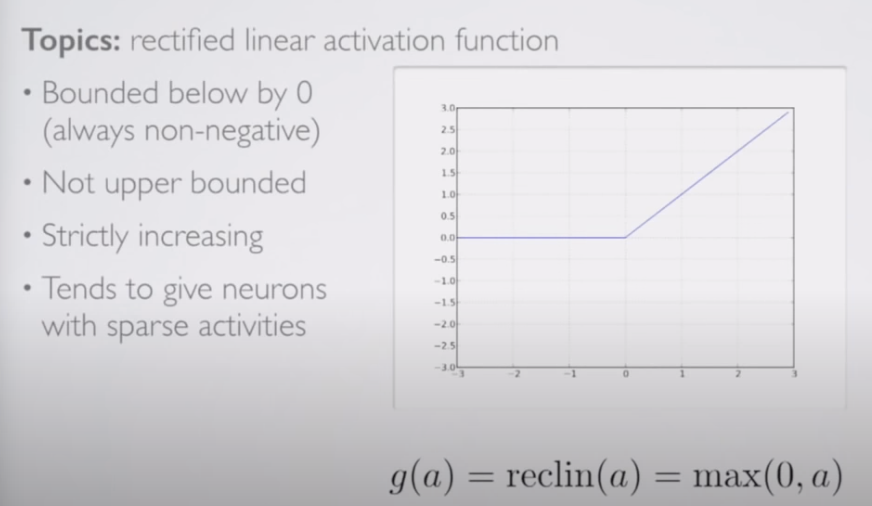 Topics: rectified linear activation function
• Bounded below by 0
(always non-negative)
• Not upper bounded
• Strictly increasing
• Tends to give neurons
with sparse activities
3.0
2.5
2.0
1.5
1.0
0.5
0.0
−0.5
−1.0
−1.5
−2.0
−2.5
−3.0
−3 −2 −1 0 1 2 3
g(a) = reclin(a) = max(0, a)